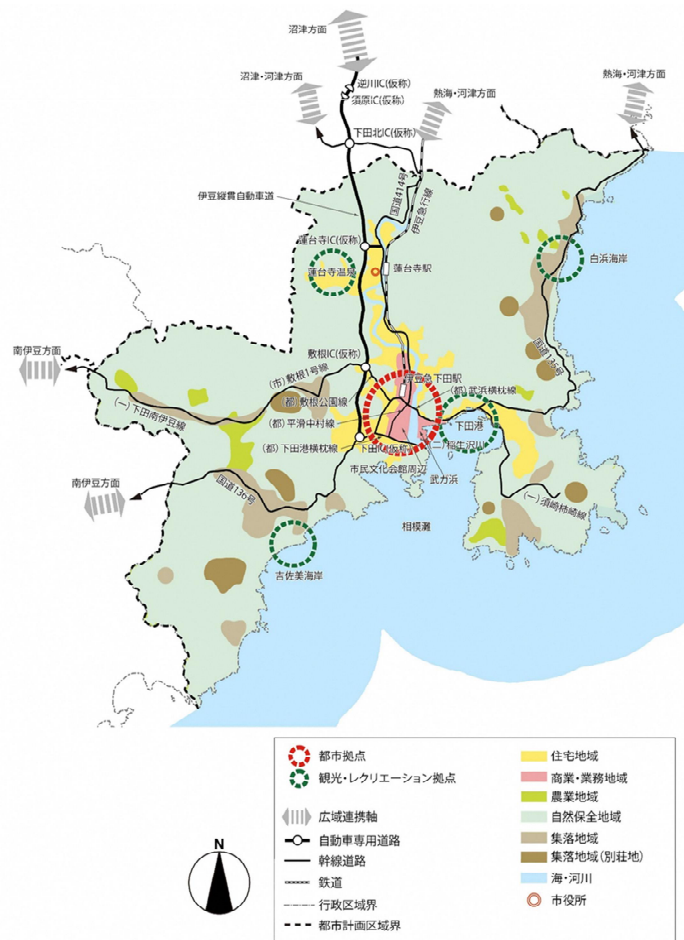 沼津方面
沼津・河津方面
逆川IC(仮称)
須原IC(仮称)
熱海・河津方面
熱海・河津方面
下田北IC(仮称)
国道414号
伊豆急行線
伊豆縦貫自動車道
蓮台寺IC(仮称)
蓮台寺温泉
蓮台寺駅
白浜海岸
国道135号
南伊豆方面
敷根IC(仮称)
(市)敷根1号線
伊豆急下田駅
(都)敷根公園線
(都)武浜横枕線
(一)下田南伊豆線
(都)平滑中村線
下田港
(都)下田港横枕線
下田IC(仮称)
(二)稲生沢川
市民文化会館周辺
武ガ浜
南伊豆方面
国道136号
(一)須崎柿崎線
相模灘
吉佐美海岸
都市拠点
観光・レクリエーション拠点
広域連携軸
自動車専用道路
幹線道路
鉄道
行政区域界
都市計画区域界
住宅地域
商業・業務地域
農業地域
自然保全地域
集落地域
集落地域(別荘地)
海・河川
市役所
N